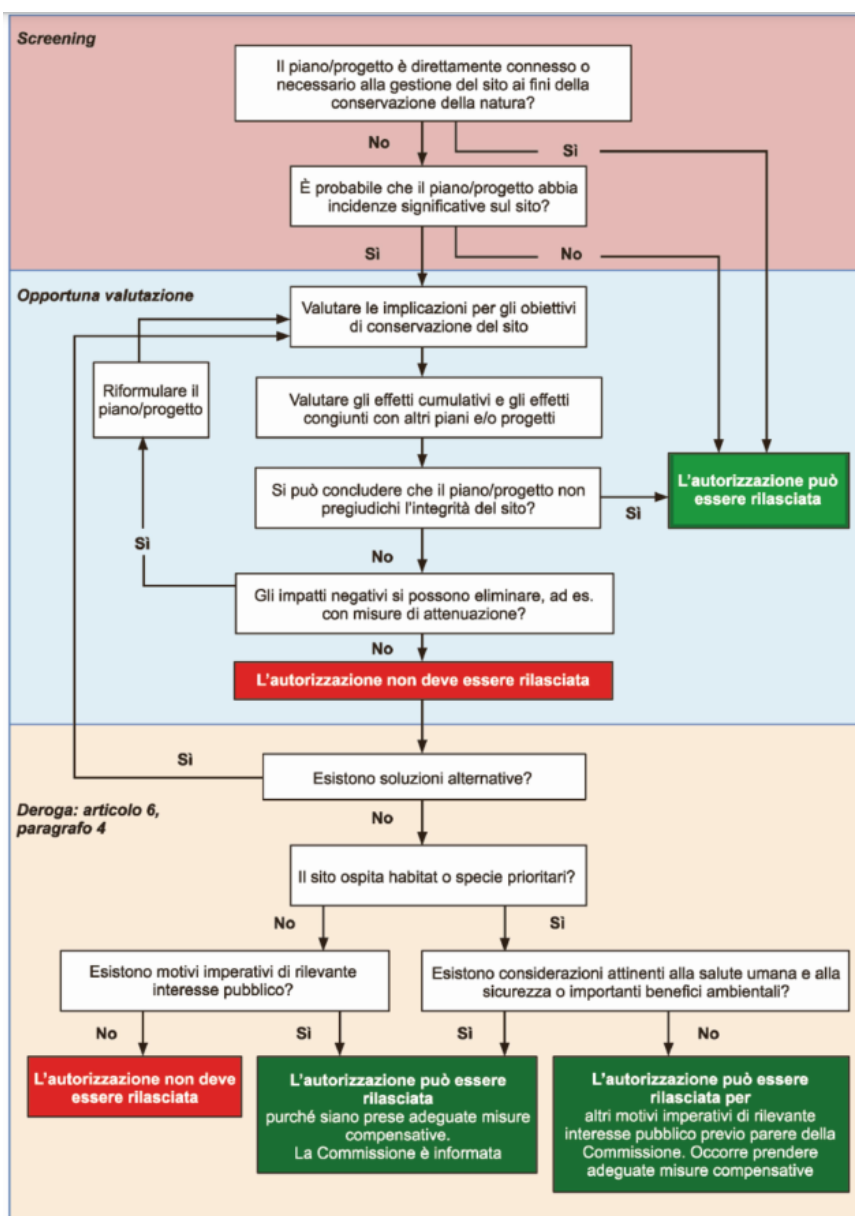 Screening
Il piano/progetto è direttamente connesso o
necessario alla gestione del sito ai fini della
conservazione della natura?
No
Sì
È probabile che il piano/progetto abbia
incidenze significative sul sito?
Sì
No
Opportuna valutazione
Valutare le implicazioni per gli obiettivi
di conservazione del sito
Riformulare il
piano/progetto
Valutare gli effetti cumulativi e gli effetti
congiunti con altri piani e/o progetti
L'autorizzazione può
essere rilasciata
Si può concludere che il piano/progetto non
pregiudichi l'integrità del sito?
Sì
Sì
No
Gli impatti negativi si possono eliminare, ad es.
con misure di attenuazione?
No
L'autorizzazione non deve essere rilasciata
Sì
Esistono soluzioni alternative?
Deroga: articolo 6,
paragrafo 4
No
Il sito ospita habitat o specie prioritari?
No
Sì
Esistono motivi imperativi di rilevante
interesse pubblico?
Esistono considerazioni attinenti alla salute umana e alla
sicurezza o importanti benefici ambientali?
No
Sì
Sì
No
L'autorizzazione non deve
essere rilasciata
L'autorizzazione può essere
rilasciata
purché siano prese adeguate misure
compensative.
La Commissione è informata
L'autorizzazione può essere
rilasciata per
altri motivi imperativi di rilevante
interesse pubblico previo parere della
Commissione. Occorre prendere
adeguate misure compensative